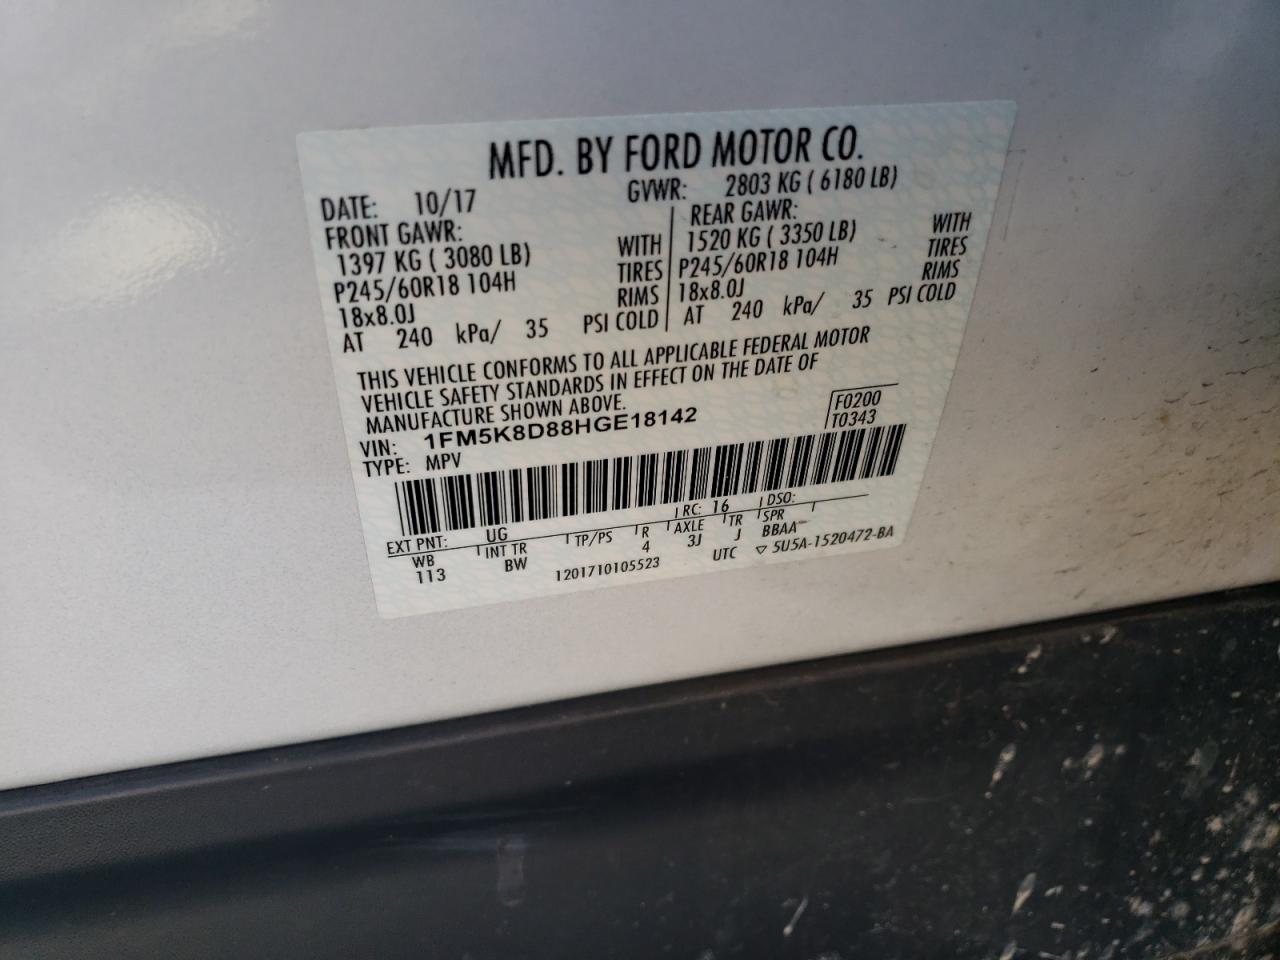 MFD. BY FORD MOTOR CO.
DATE: 10/17 GVWR: 2803 KG ( 6180 LB)
FRONT GAWR: REAR GAWR:
1397 KG ( 3080 LB) WITH 1520 KG ( 3350 LB) WITH
P245/60R18 104H TIRES P245/60R18 104H TIRES
18x8.0J RIMS 18x8.0J RIMS
AT 240 kPa/ 35 PSI COLD AT 240 kPa/ 35 PSI COLD
THIS VEHICLE CONFORMS TO ALL APPLICABLE FEDERAL MOTOR
VEHICLE SAFETY STANDARDS IN EFFECT ON THE DATE OF
MANUFACTURE SHOWN ABOVE.
F0200
VIN: 1FM5K8D88HGE18142
T0343
TYPE: MPV
EXT PNT: UG RC: 16 DSO:
WB INT TR TP/PS R AXLE TR SPR
113 BW 4 3J J BBAA
1201710105523 UTC ▽ 5U5A-1520472-BA